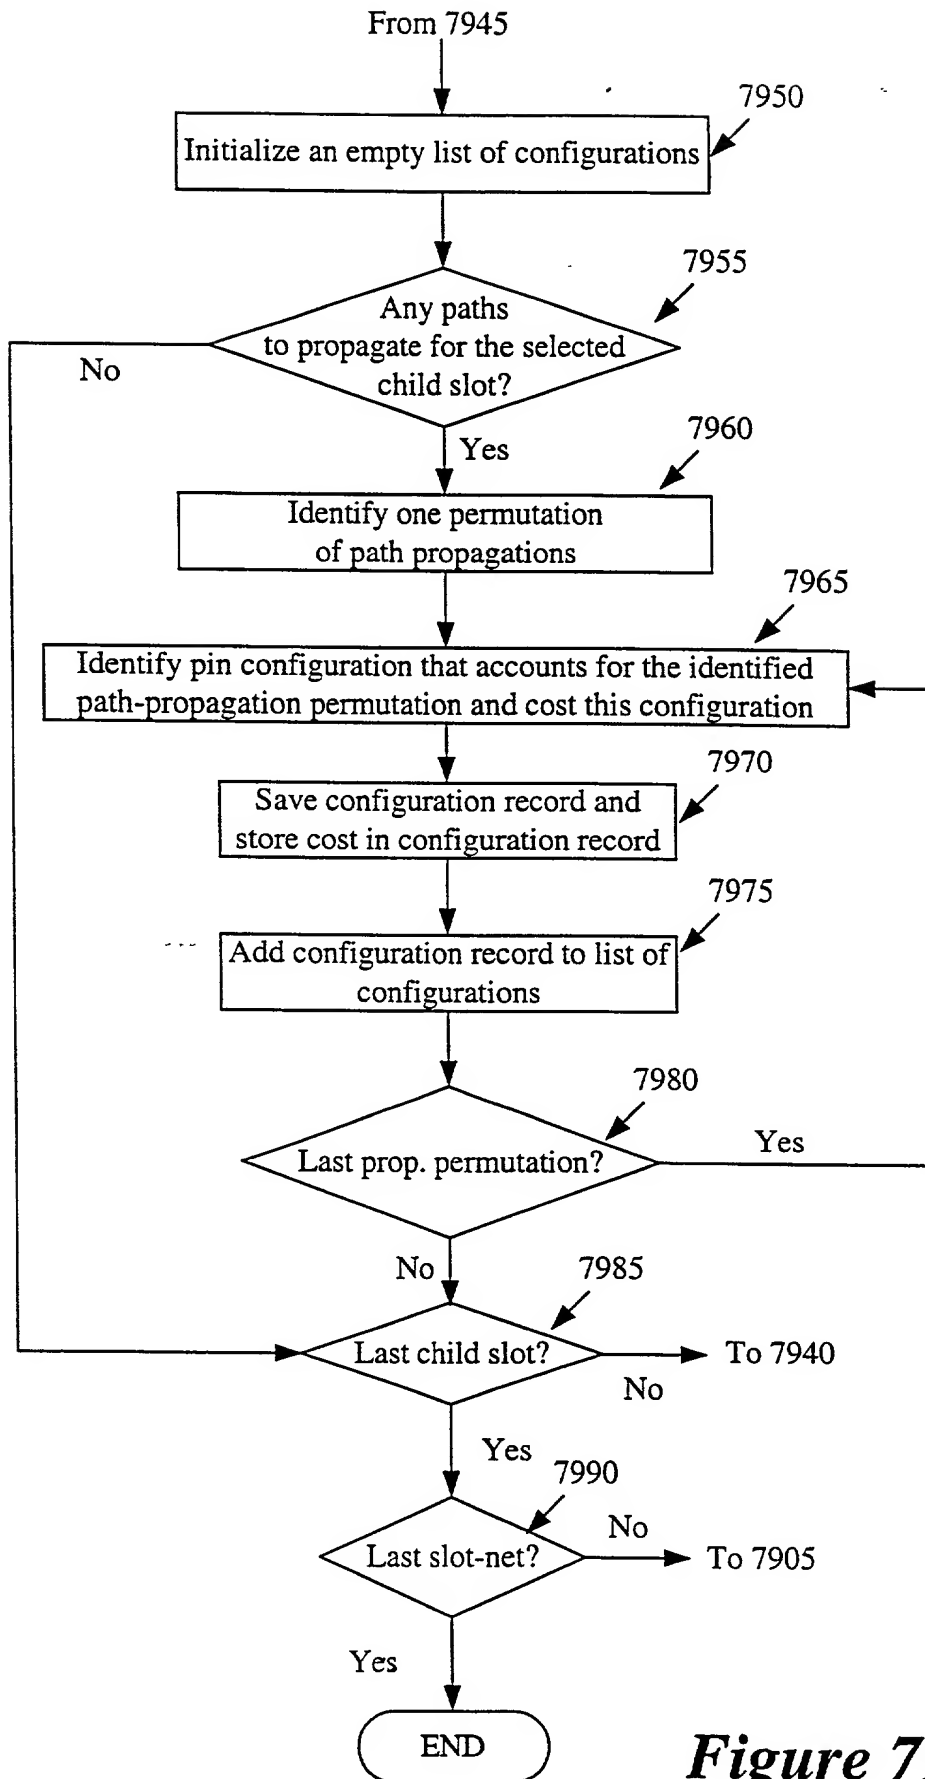 From 7945
7950
Initialize an empty list of configurations
7955
Any paths
to propagate for the selected
child slot?
No
Yes
7960
Identify one permutation
of path propagations
7965
Identify pin configuration that accounts for the identified
path-propagation permutation and cost this configuration
7970
Save configuration record and
store cost in configuration record
7975
Add configuration record to list of
configurations
7980
Last prop. permutation?
Yes
No
7985
Last child slot?
To 7940
No
Yes
7990
Last slot-net?
No
To 7905
Yes
END
Figure 7